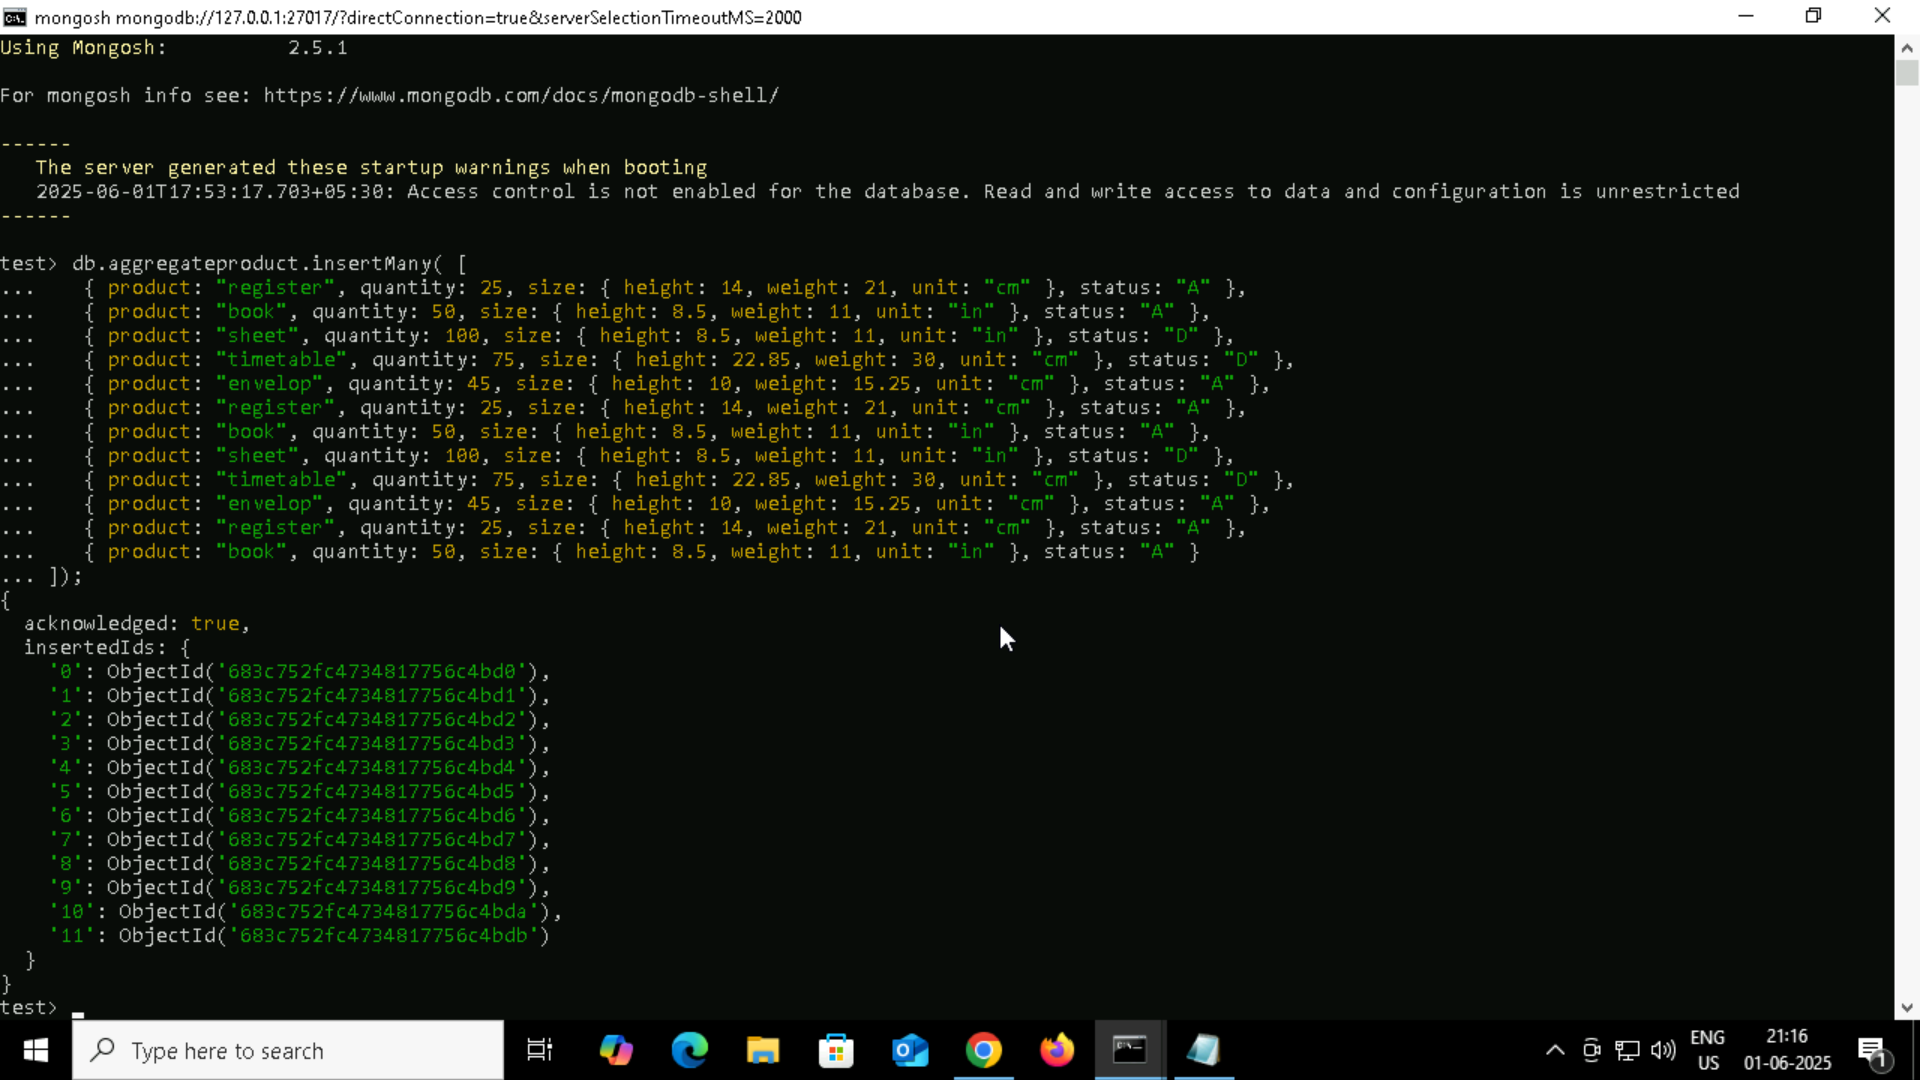 mongosh mongodb://127.0.0.1:27017/?directConnection=true&serverSelectionTimeoutMS=2000
Using Mongosh:          2.5.1
For mongosh info see: https://www.mongodb.com/docs/mongodb-shell/
------
   The server generated these startup warnings when booting
   2025-06-01T17:53:17.703+05:30: Access control is not enabled for the database. Read and write access to data and configuration is unrestricted
------
test> db.aggregateproduct.insertMany( [
...    { product: "register", quantity: 25, size: { height: 14, weight: 21, unit: "cm" }, status: "A" },
...    { product: "book", quantity: 50, size: { height: 8.5, weight: 11, unit: "in" }, status: "A" },
...    { product: "sheet", quantity: 100, size: { height: 8.5, weight: 11, unit: "in" }, status: "D" },
...    { product: "timetable", quantity: 75, size: { height: 22.85, weight: 30, unit: "cm" }, status: "D" },
...    { product: "envelop", quantity: 45, size: { height: 10, weight: 15.25, unit: "cm" }, status: "A" },
...    { product: "register", quantity: 25, size: { height: 14, weight: 21, unit: "cm" }, status: "A" },
...    { product: "book", quantity: 50, size: { height: 8.5, weight: 11, unit: "in" }, status: "A" },
...    { product: "sheet", quantity: 100, size: { height: 8.5, weight: 11, unit: "in" }, status: "D" },
...    { product: "timetable", quantity: 75, size: { height: 22.85, weight: 30, unit: "cm" }, status: "D" },
...    { product: "envelop", quantity: 45, size: { height: 10, weight: 15.25, unit: "cm" }, status: "A" },
...    { product: "register", quantity: 25, size: { height: 14, weight: 21, unit: "cm" }, status: "A" },
...    { product: "book", quantity: 50, size: { height: 8.5, weight: 11, unit: "in" }, status: "A" }
... ]);
{
  acknowledged: true,
  insertedIds: {
    '0': ObjectId('683c752fc4734817756c4bd0'),
    '1': ObjectId('683c752fc4734817756c4bd1'),
    '2': ObjectId('683c752fc4734817756c4bd2'),
    '3': ObjectId('683c752fc4734817756c4bd3'),
    '4': ObjectId('683c752fc4734817756c4bd4'),
    '5': ObjectId('683c752fc4734817756c4bd5'),
    '6': ObjectId('683c752fc4734817756c4bd6'),
    '7': ObjectId('683c752fc4734817756c4bd7'),
    '8': ObjectId('683c752fc4734817756c4bd8'),
    '9': ObjectId('683c752fc4734817756c4bd9'),
    '10': ObjectId('683c752fc4734817756c4bda'),
    '11': ObjectId('683c752fc4734817756c4bdb')
  }
}
test>
Type here to search
ENG
US
21:16
01-06-2025
1